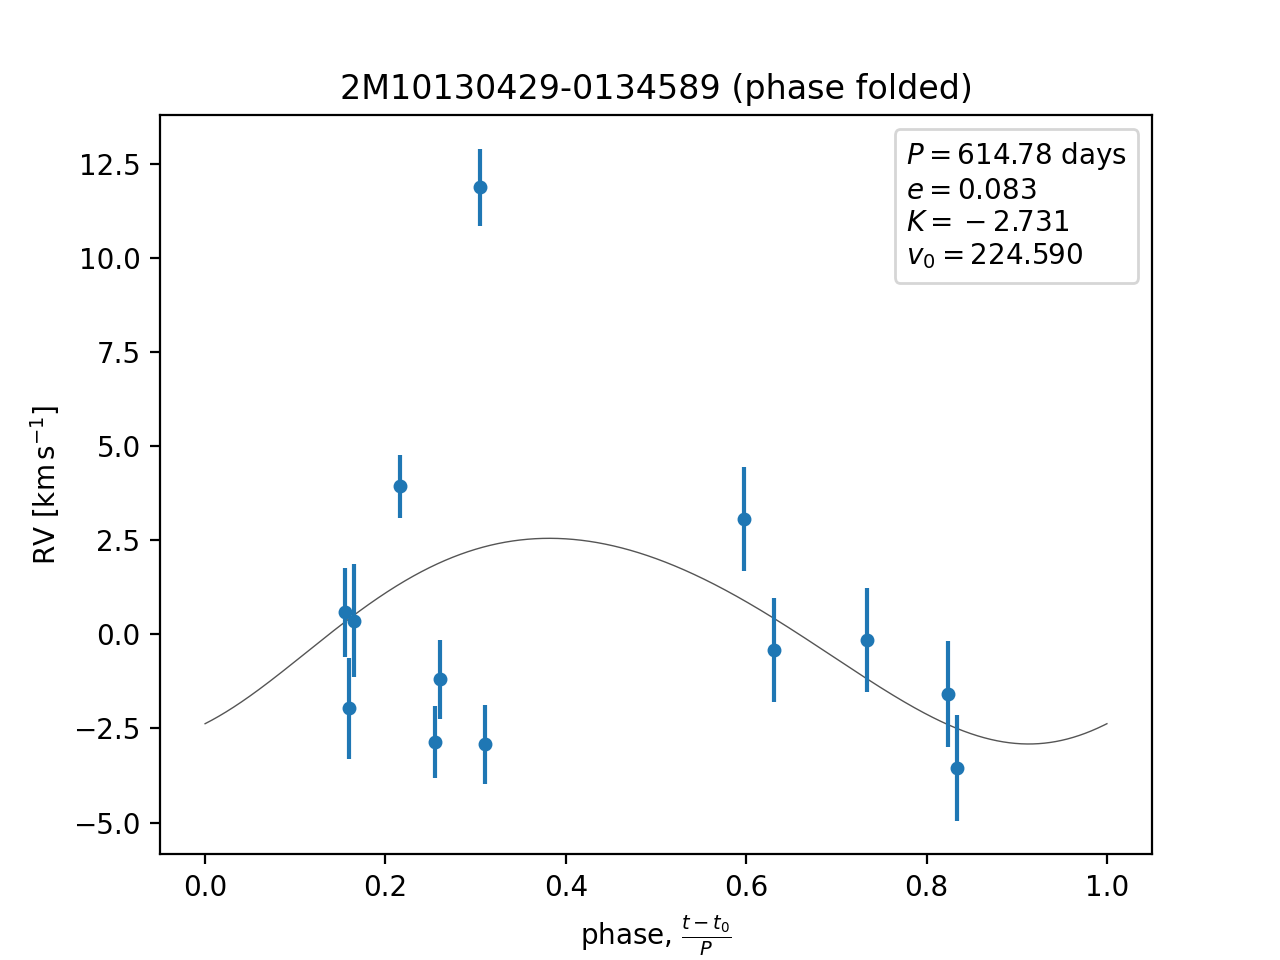 2M10130429-0134589 (phase folded)
P = 614.78 days
e = 0.083
K = −2.731
v₀ = 224.590
12.5
10.0
7.5
5.0
2.5
0.0
−2.5
−5.0
RV [km s⁻¹]
0.0 0.2 0.4 0.6 0.8 1.0
phase, (t − t₀)/P